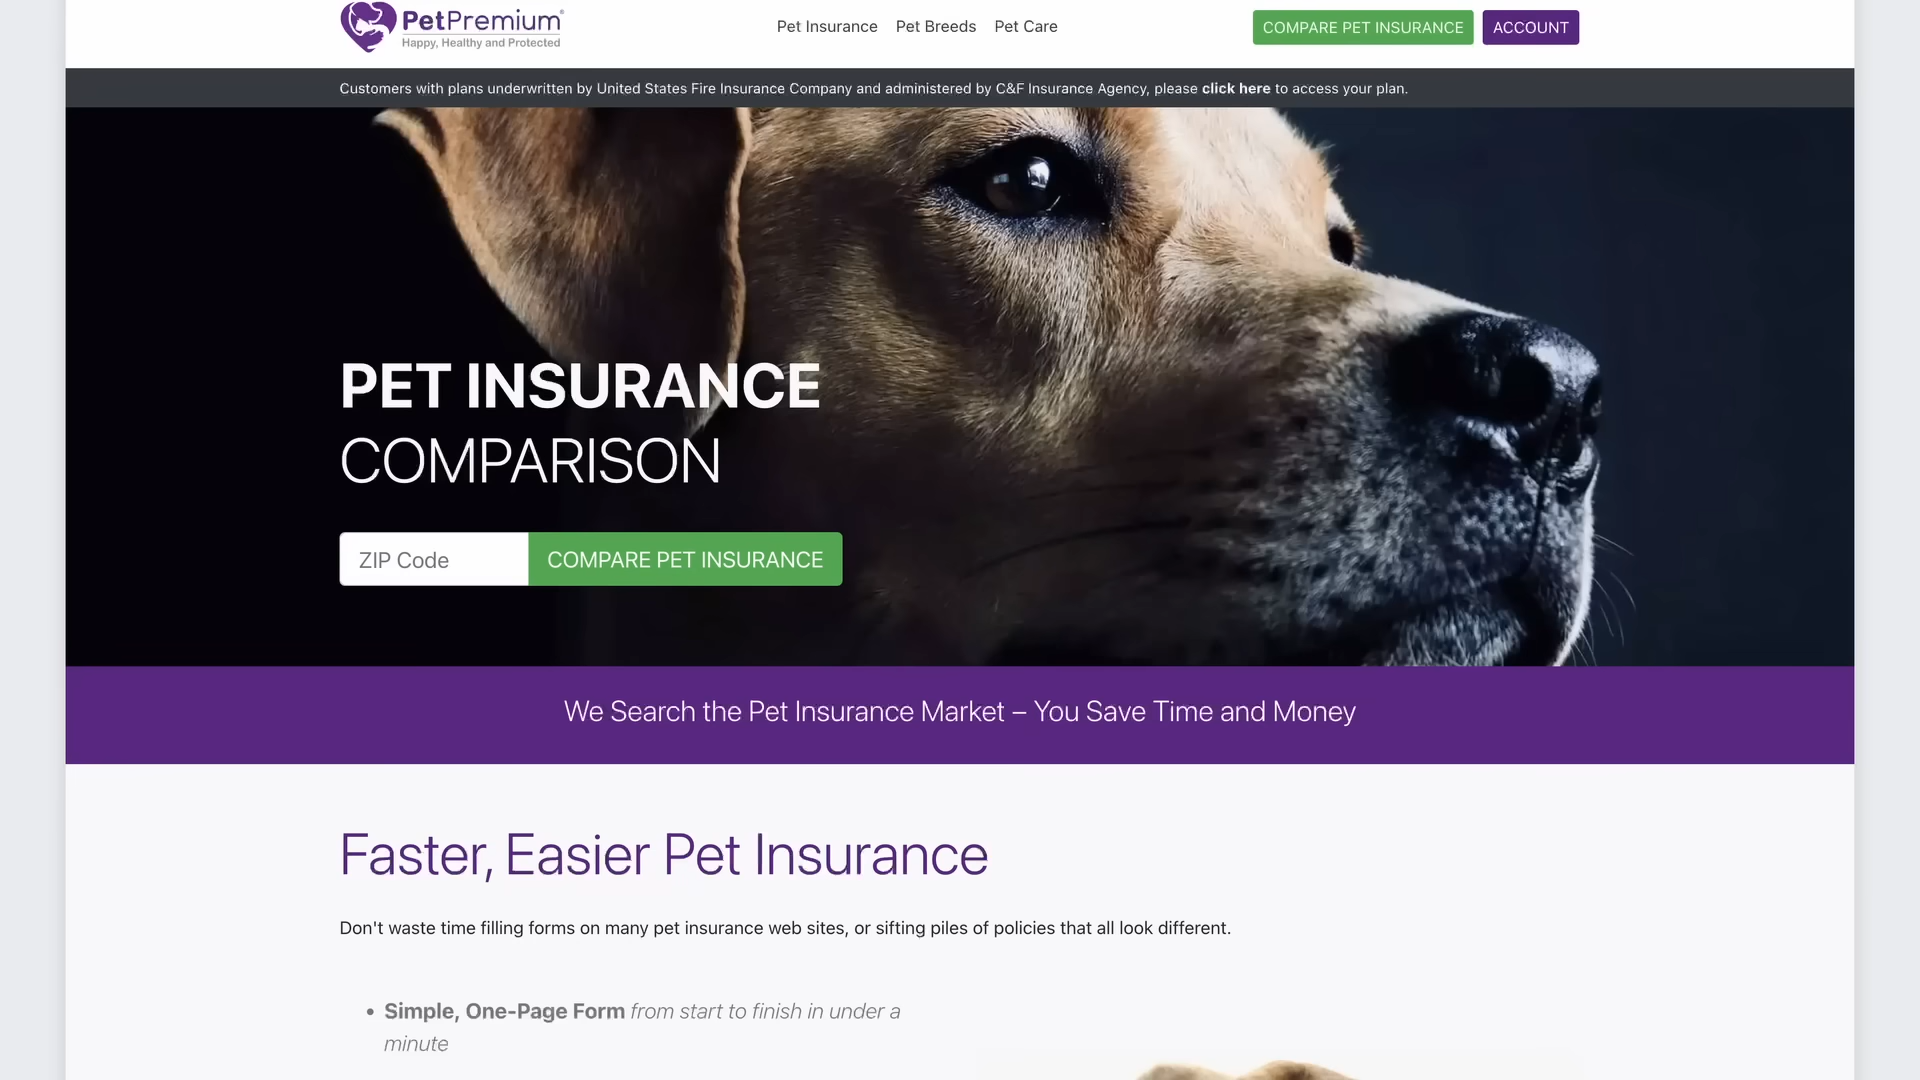 PetPremium®
Happy, Healthy and Protected
Pet Insurance Pet Breeds Pet Care
COMPARE PET INSURANCE ACCOUNT
Customers with plans underwritten by United States Fire Insurance Company and administered by C&F Insurance Agency, please click here to access your plan.
PET INSURANCE
COMPARISON
ZIP Code COMPARE PET INSURANCE
We Search the Pet Insurance Market – You Save Time and Money
Faster, Easier Pet Insurance
Don't waste time filling forms on many pet insurance web sites, or sifting piles of policies that all look different.
• Simple, One-Page Form from start to finish in under a
minute